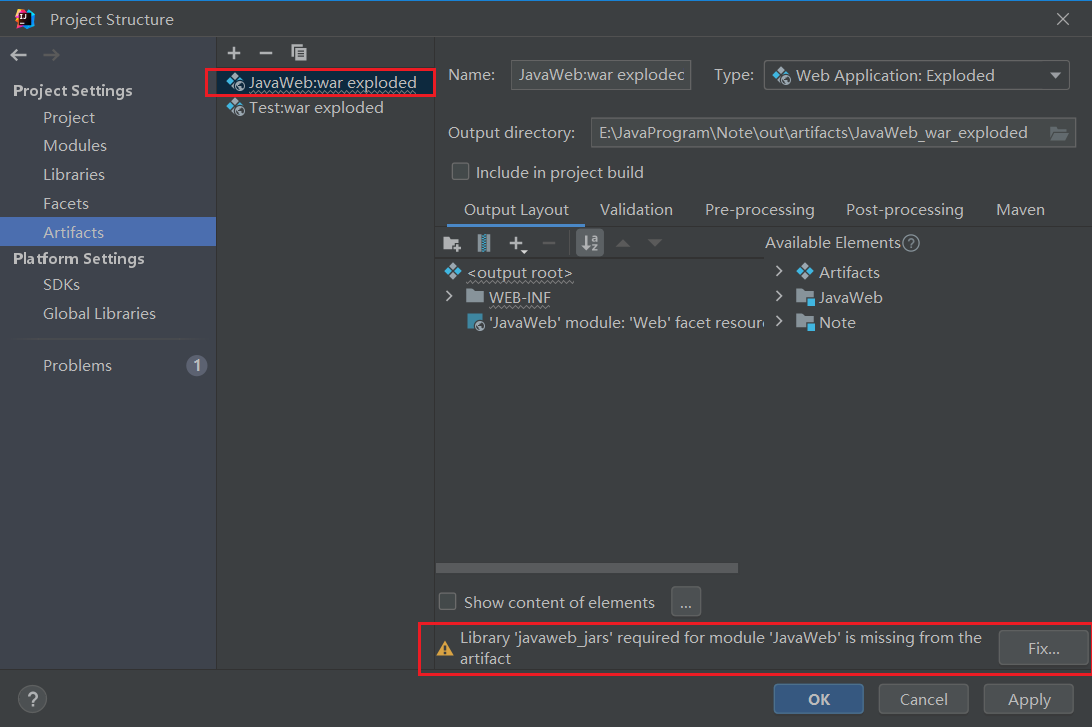 Project Structure
Project Settings
Project
Modules
Libraries
Facets
Artifacts
Platform Settings
SDKs
Global Libraries
Problems
1
JavaWeb:war exploded
Test:war exploded
Name:
JavaWeb:war explodec
Type:
Web Application: Exploded
Output directory:
E:\JavaProgram\Note\out\artifacts\JavaWeb_war_exploded
Include in project build
Output Layout
Validation
Pre-processing
Post-processing
Maven
Available Elements
<output root>
WEB-INF
'JavaWeb' module: 'Web' facet resour
Artifacts
JavaWeb
Note
Show content of elements
...
Library 'javaweb_jars' required for module 'JavaWeb' is missing from the
artifact
Fix...
?
OK
Cancel
Apply